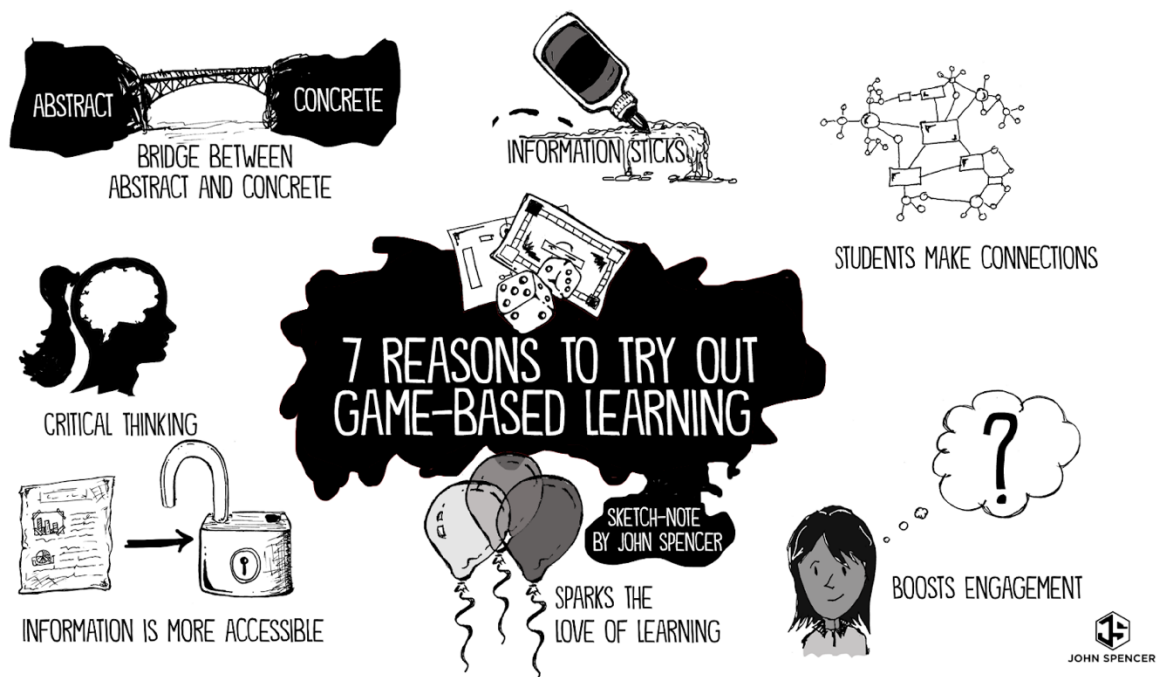 ABSTRACT
CONCRETE
BRIDGE BETWEEN
ABSTRACT AND CONCRETE
INFORMATION STICKS
STUDENTS MAKE CONNECTIONS
7 REASONS TO TRY OUT
GAME-BASED LEARNING
SKETCH-NOTE
BY JOHN SPENCER
CRITICAL THINKING
?
INFORMATION IS MORE ACCESSIBLE
SPARKS THE
LOVE OF LEARNING
BOOSTS ENGAGEMENT
JS
JOHN SPENCER